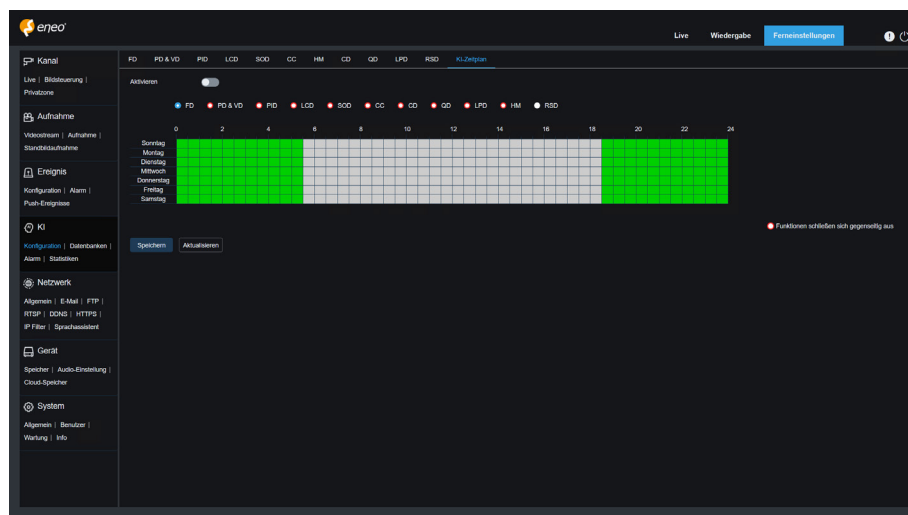 eneo
Live Wiedergabe Ferneinstellungen
Kanal
Live | Bildsteuerung |
Privatzone
Aufnahme
Videostream | Aufnahme |
Standbildaufnahme
Ereignis
Konfiguration | Alarm |
Push-Ereignisse
KI
Konfiguration | Datenbanken |
Alarm | Statistiken
Netzwerk
Allgemein | E-Mail | FTP |
RTSP | DDNS | HTTPS |
IP Filter | Sprachassistent
Gerät
Speicher | Audio-Einstellung |
Cloud-Speicher
System
Allgemein | Benutzer |
Wartung | Info
FD PD & VD PID LCD SOD CC HM CD QD LPD RSD KI-Zeitplan
Aktivieren
FD PD & VD PID LCD SOD CC CD QD LPD HM RSD
0 2 4 6 8 10 12 14 16 18 20 22 24
Sonntag
Montag
Dienstag
Mittwoch
Donnerstag
Freitag
Samstag
Funktionen schließen sich gegenseitig aus
Speichern Aktualisieren